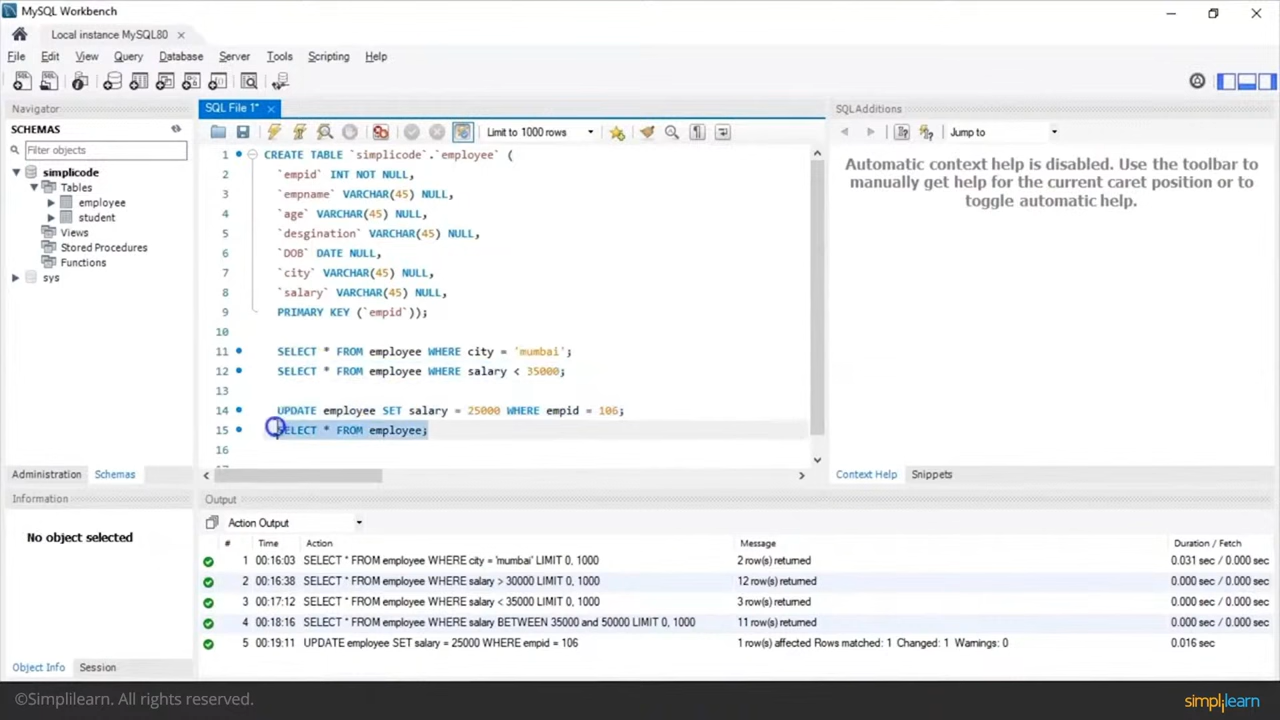 MySQL Workbench
Local instance MySQL80
File Edit View Query Database Server Tools Scripting Help
Navigator
SCHEMAS
Filter objects
simplicode
Tables
employee
student
Views
Stored Procedures
Functions
sys
Administration Schemas
Information
No object selected
Object Info Session
SQL File 1*
Limit to 1000 rows
1 CREATE TABLE `simplicode`.`employee` (
2 `empid` INT NOT NULL,
3 `empname` VARCHAR(45) NULL,
4 `age` VARCHAR(45) NULL,
5 `desgination` VARCHAR(45) NULL,
6 `DOB` DATE NULL,
7 `city` VARCHAR(45) NULL,
8 `salary` VARCHAR(45) NULL,
9 PRIMARY KEY (`empid`));
10
11 SELECT * FROM employee WHERE city = 'mumbai';
12 SELECT * FROM employee WHERE salary < 35000;
13
14 UPDATE employee SET salary = 25000 WHERE empid = 106;
15 SELECT * FROM employee;
16
SQLAdditions
Jump to
Automatic context help is disabled. Use the toolbar to
manually get help for the current caret position or to
toggle automatic help.
Context Help Snippets
Output
Action Output
# Time Action Message Duration / Fetch
1 00:16:03 SELECT * FROM employee WHERE city = 'mumbai' LIMIT 0, 1000 2 row(s) returned 0.031 sec / 0.000 sec
2 00:16:38 SELECT * FROM employee WHERE salary > 30000 LIMIT 0, 1000 12 row(s) returned 0.000 sec / 0.000 sec
3 00:17:12 SELECT * FROM employee WHERE salary < 35000 LIMIT 0, 1000 3 row(s) returned 0.000 sec / 0.000 sec
4 00:18:16 SELECT * FROM employee WHERE salary BETWEEN 35000 and 50000 LIMIT 0, 1000 11 row(s) returned 0.000 sec / 0.000 sec
5 00:19:11 UPDATE employee SET salary = 25000 WHERE empid = 106 1 row(s) affected Rows matched: 1 Changed: 1 Warnings: 0 0.016 sec
©Simplilearn. All rights reserved.
simplilearn